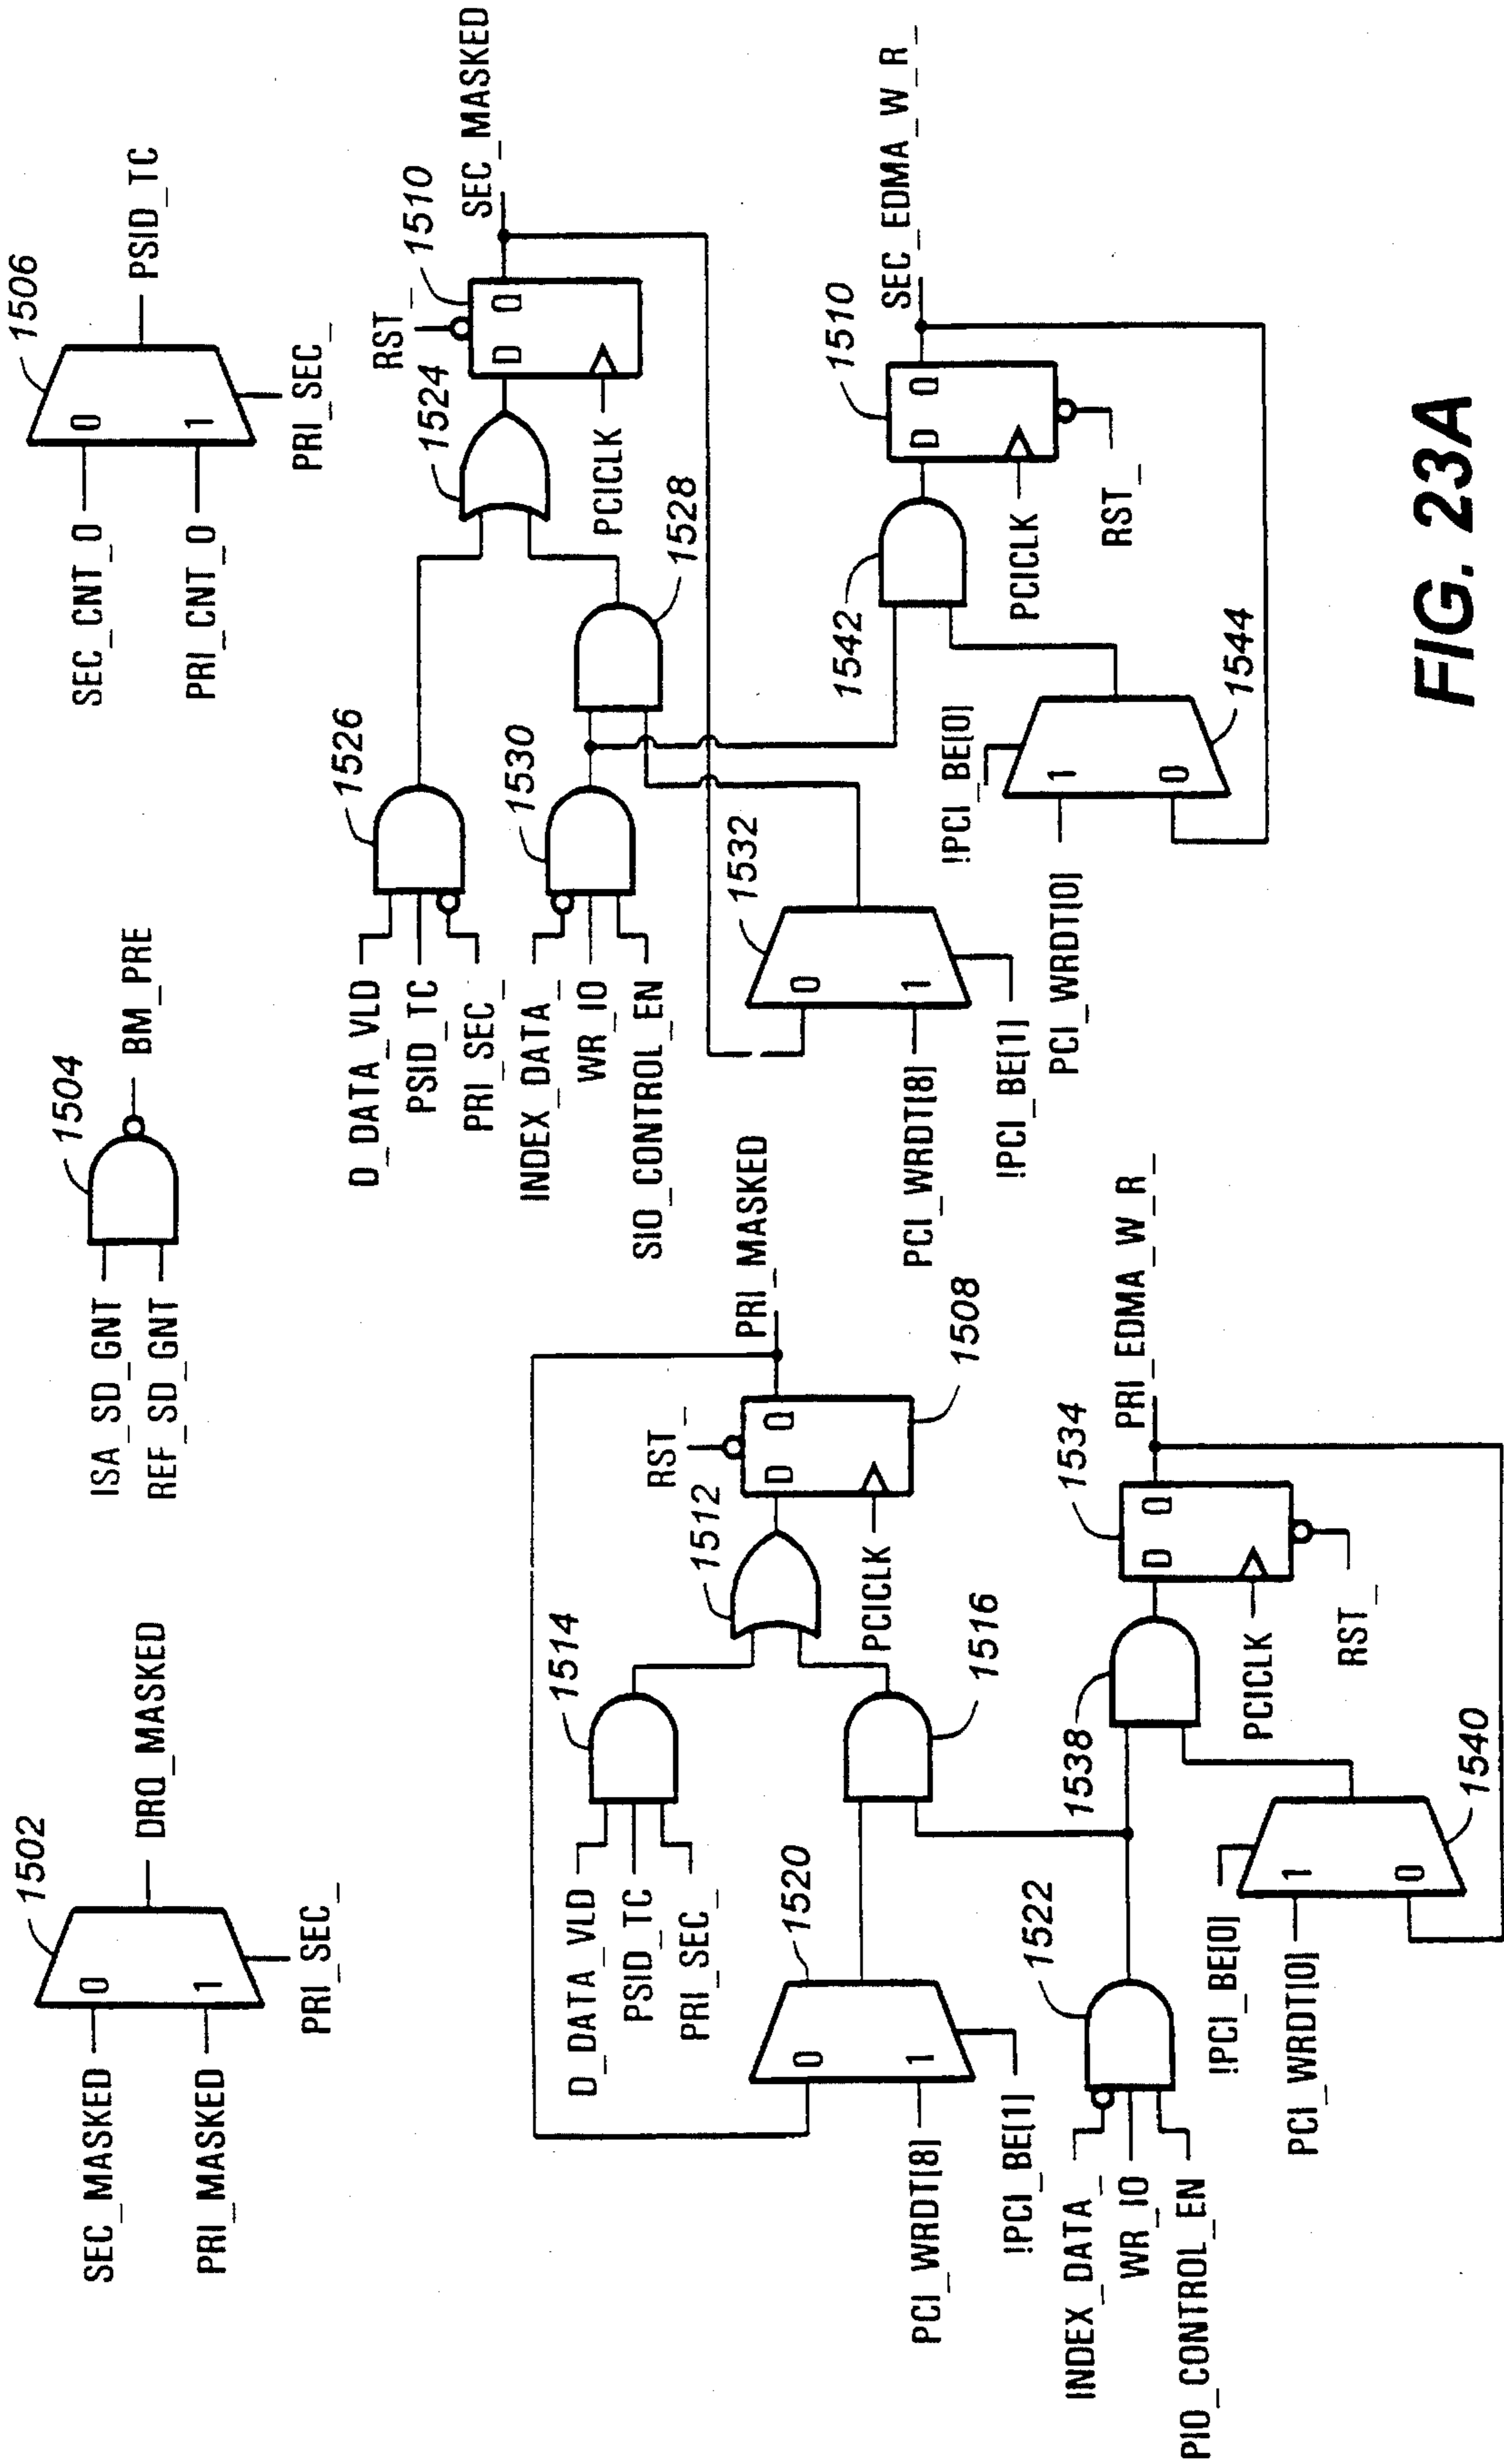 1502
SEC_MASKED
0
DRQ_MASKED
PRI_MASKED
1
PRI_SEC_
1504
ISA_SD_GNT
REF_SD_GNT
BM_PRE
1506
SEC_CNT_0
0
PSID_TC
PRI_CNT_0
1
PRI_SEC_
D_DATA_VLD
PSID_TC
PRI_SEC_
1514
1512
RST_
D
Q
PRI_MASKED
PCICLK
1508
1520
0
PCI_WRDT[8]
1
!PCI_BE[1]
1516
INDEX_DATA_
WR_IO
PIO_CONTROL_EN
1522
1538
1534
D
Q
PRI_EDMA_W_R_
PCICLK
RST_
!PCI_BE[0]
PCI_WRDT[0]
1
0
1540
D_DATA_VLD
PSID_TC
PRI_SEC_
1526
1524
RST_
1510
D
Q
SEC_MASKED
PCICLK
INDEX_DATA_
WR_IO
SIO_CONTROL_EN
1530
1528
1532
0
PCI_WRDT[8]
1
!PCI_BE[1]
1542
1510
D
Q
SEC_EDMA_W_R_
PCICLK
RST_
!PCI_BE[0]
PCI_WRDT[0]
1
0
1544
FIG. 23A